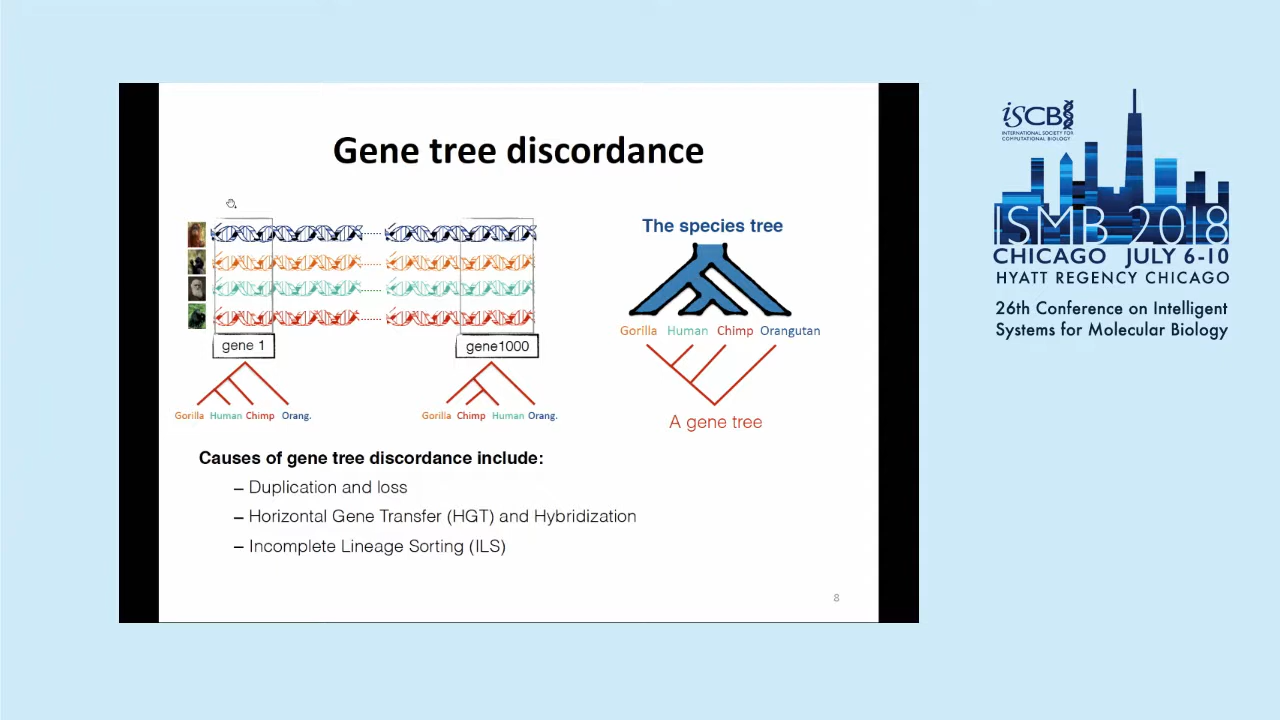 Gene tree discordance
gene 1
gene1000
Gorilla Human Chimp Orang.
Gorilla Chimp Human Orang.
The species tree
Gorilla Human Chimp Orangutan
A gene tree
Causes of gene tree discordance include:
– Duplication and loss
– Horizontal Gene Transfer (HGT) and Hybridization
– Incomplete Lineage Sorting (ILS)
8
iSCB
INTERNATIONAL SOCIETY FOR
COMPUTATIONAL BIOLOGY
ISMB 2018
CHICAGO JULY 6-10
HYATT REGENCY CHICAGO
26th Conference on Intelligent
Systems for Molecular Biology